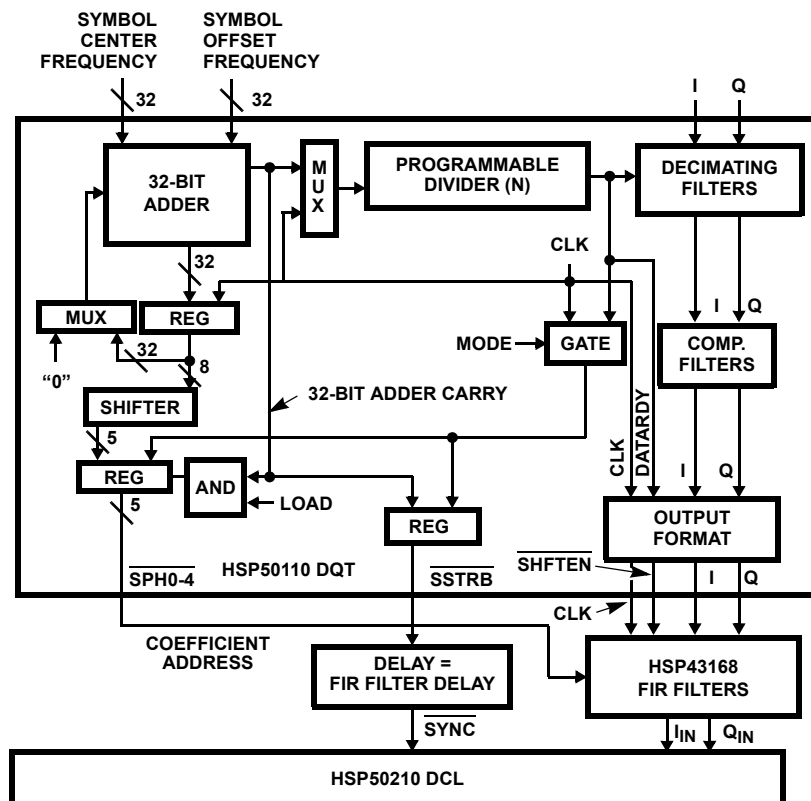 SYMBOL
CENTER
FREQUENCY
SYMBOL
OFFSET
FREQUENCY
32
32
I
Q
32-BIT
ADDER
MUX
PROGRAMMABLE
DIVIDER (N)
DECIMATING
FILTERS
32
CLK
MUX
REG
I
Q
MODE
GATE
COMP.
FILTERS
"0"
32
8
SHIFTER
32-BIT ADDER CARRY
5
CLK
DATARDY
I
Q
REG
AND
LOAD
5
REG
OUTPUT
FORMAT
SPH0-4
HSP50110 DQT
SSTRB
SHFTEN
I
Q
CLK
COEFFICIENT
ADDRESS
DELAY =
FIR FILTER DELAY
HSP43168
FIR FILTERS
SYNC
IIN
QIN
HSP50210 DCL